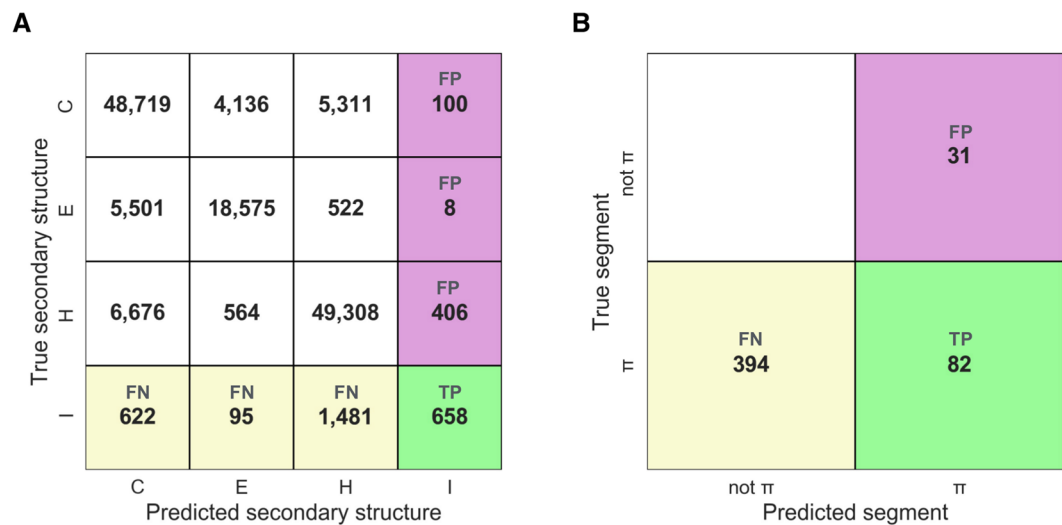 A
True secondary structure
C
48,719
4,136
5,311
FP
100
E
5,501
18,575
522
FP
8
H
6,676
564
49,308
FP
406
I
FN
622
FN
95
FN
1,481
TP
658
C E H I
Predicted secondary structure
B
True segment
not π
FP
31
π
FN
394
TP
82
not π π
Predicted segment